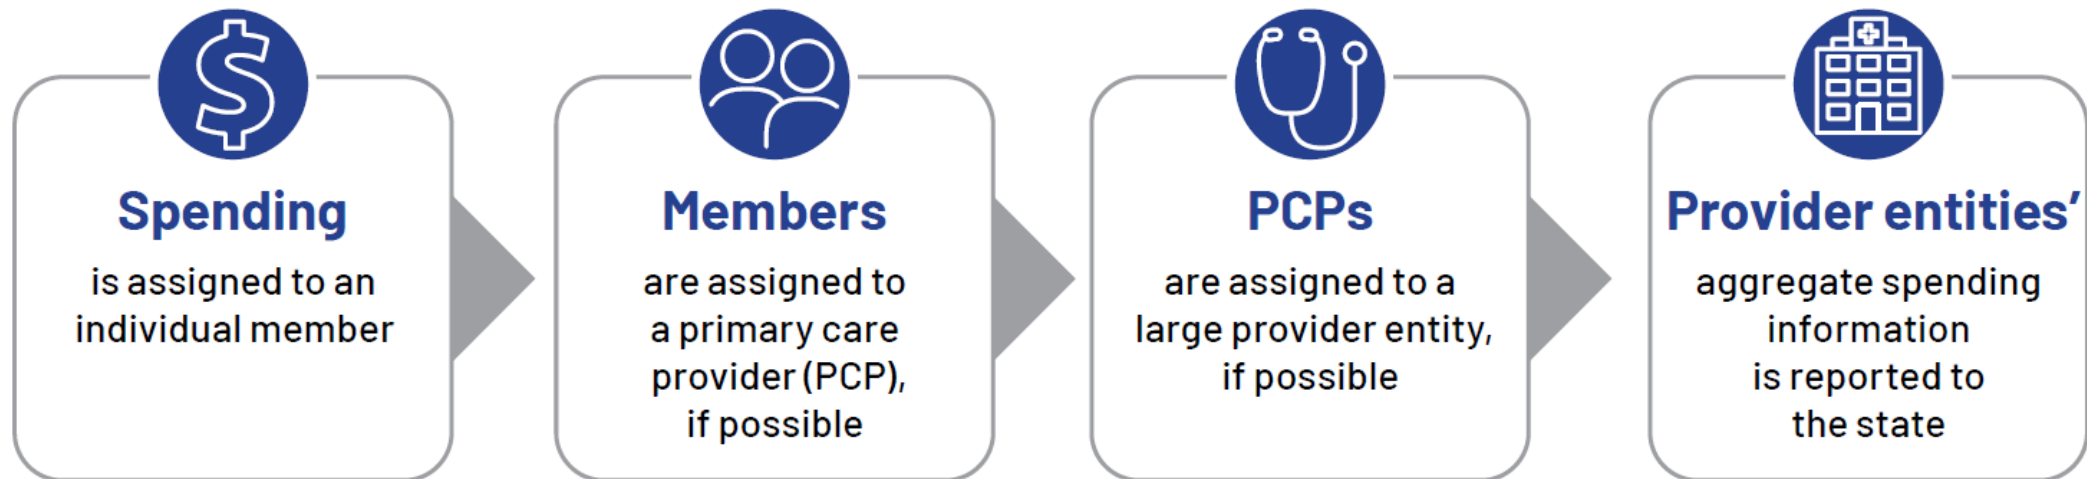 Spending
is assigned to an
individual member
Members
are assigned to
a primary care
provider (PCP),
if possible
PCPs
are assigned to a
large provider entity,
if possible
Provider entities’
aggregate spending
information
is reported to
the state